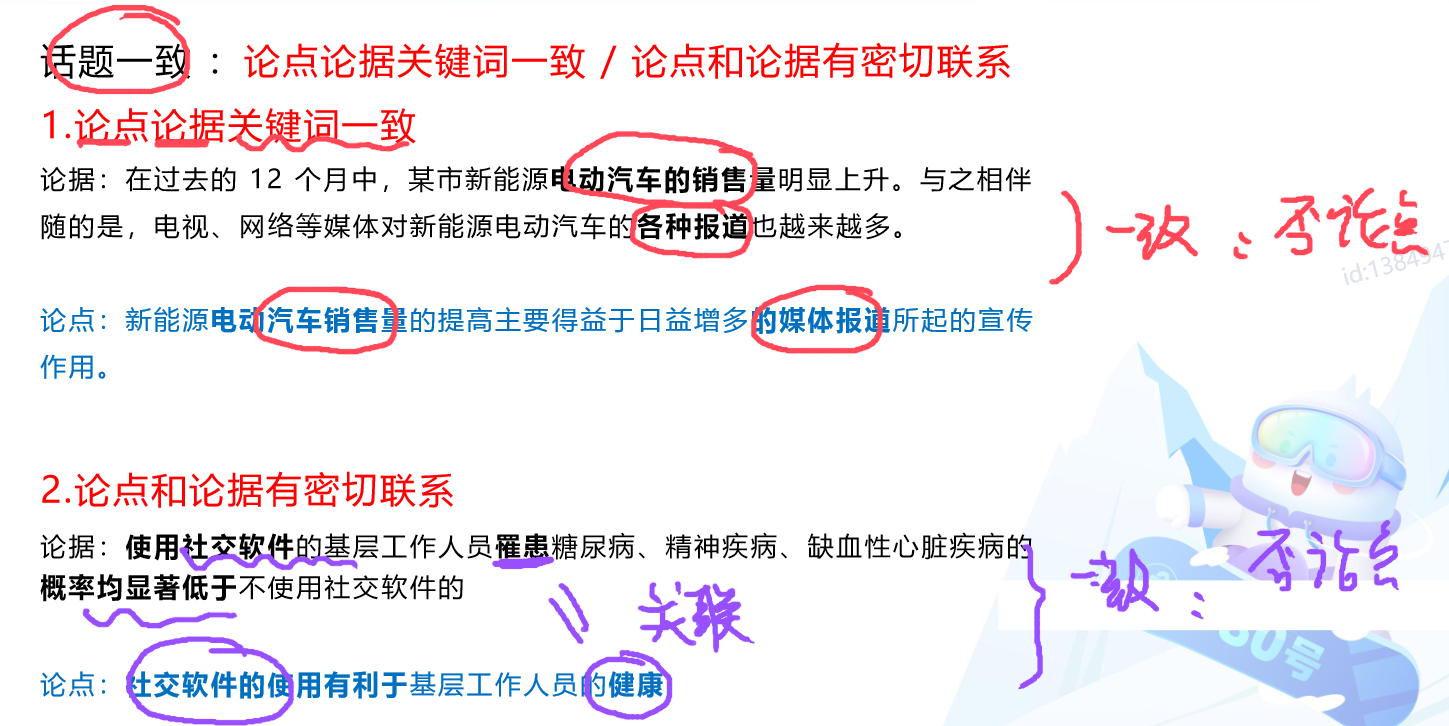 话题一致 ：论点论据关键词一致 / 论点和论据有密切联系
1.论点论据关键词一致
论据：在过去的 12 个月中，某市新能源电动汽车的销售量明显上升。与之相伴
随的是，电视、网络等媒体对新能源电动汽车的各种报道也越来越多。
一致：否论点
id:138494
论点：新能源电动汽车销售量的提高主要得益于日益增多的媒体报道所起的宣传
作用。
2.论点和论据有密切联系
论据：使用社交软件的基层工作人员罹患糖尿病、精神疾病、缺血性心脏疾病的
概率均显著低于不使用社交软件的
关联
一致：否论点
80号
论点：社交软件的使用有利于基层工作人员的健康